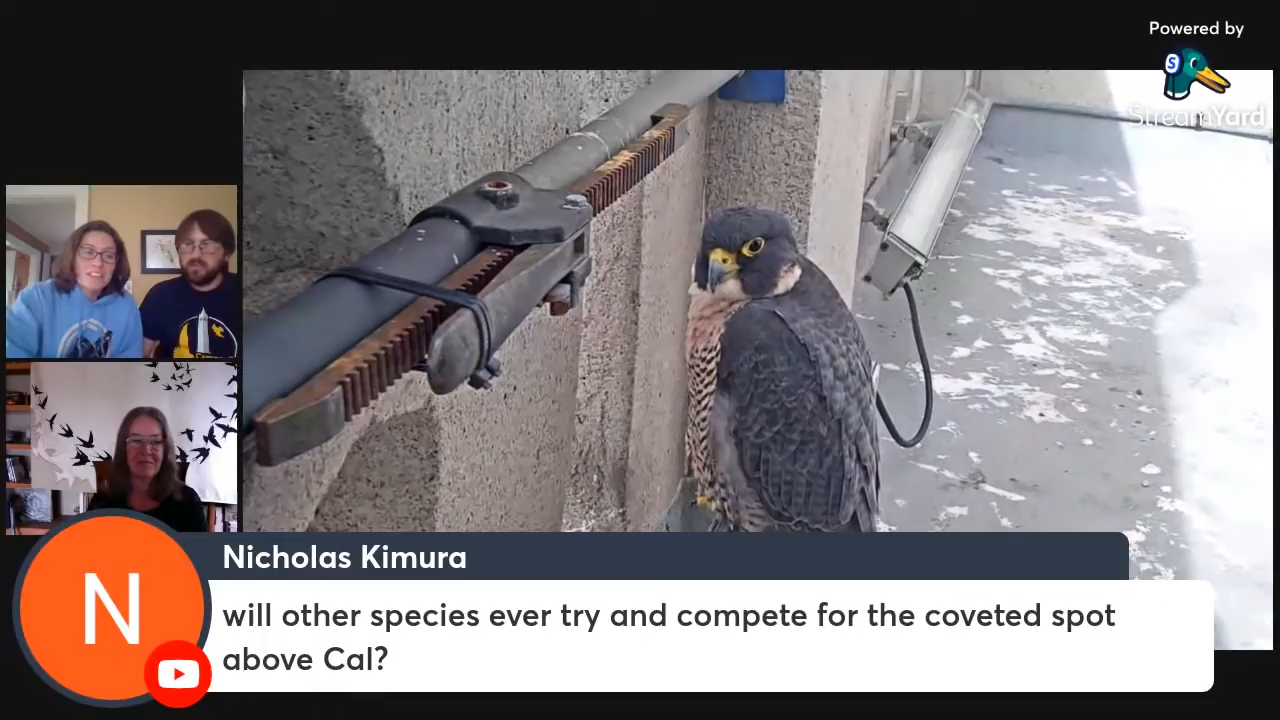 Powered by
S
StreamYard
N
Nicholas Kimura
will other species ever try and compete for the coveted spot
above Cal?